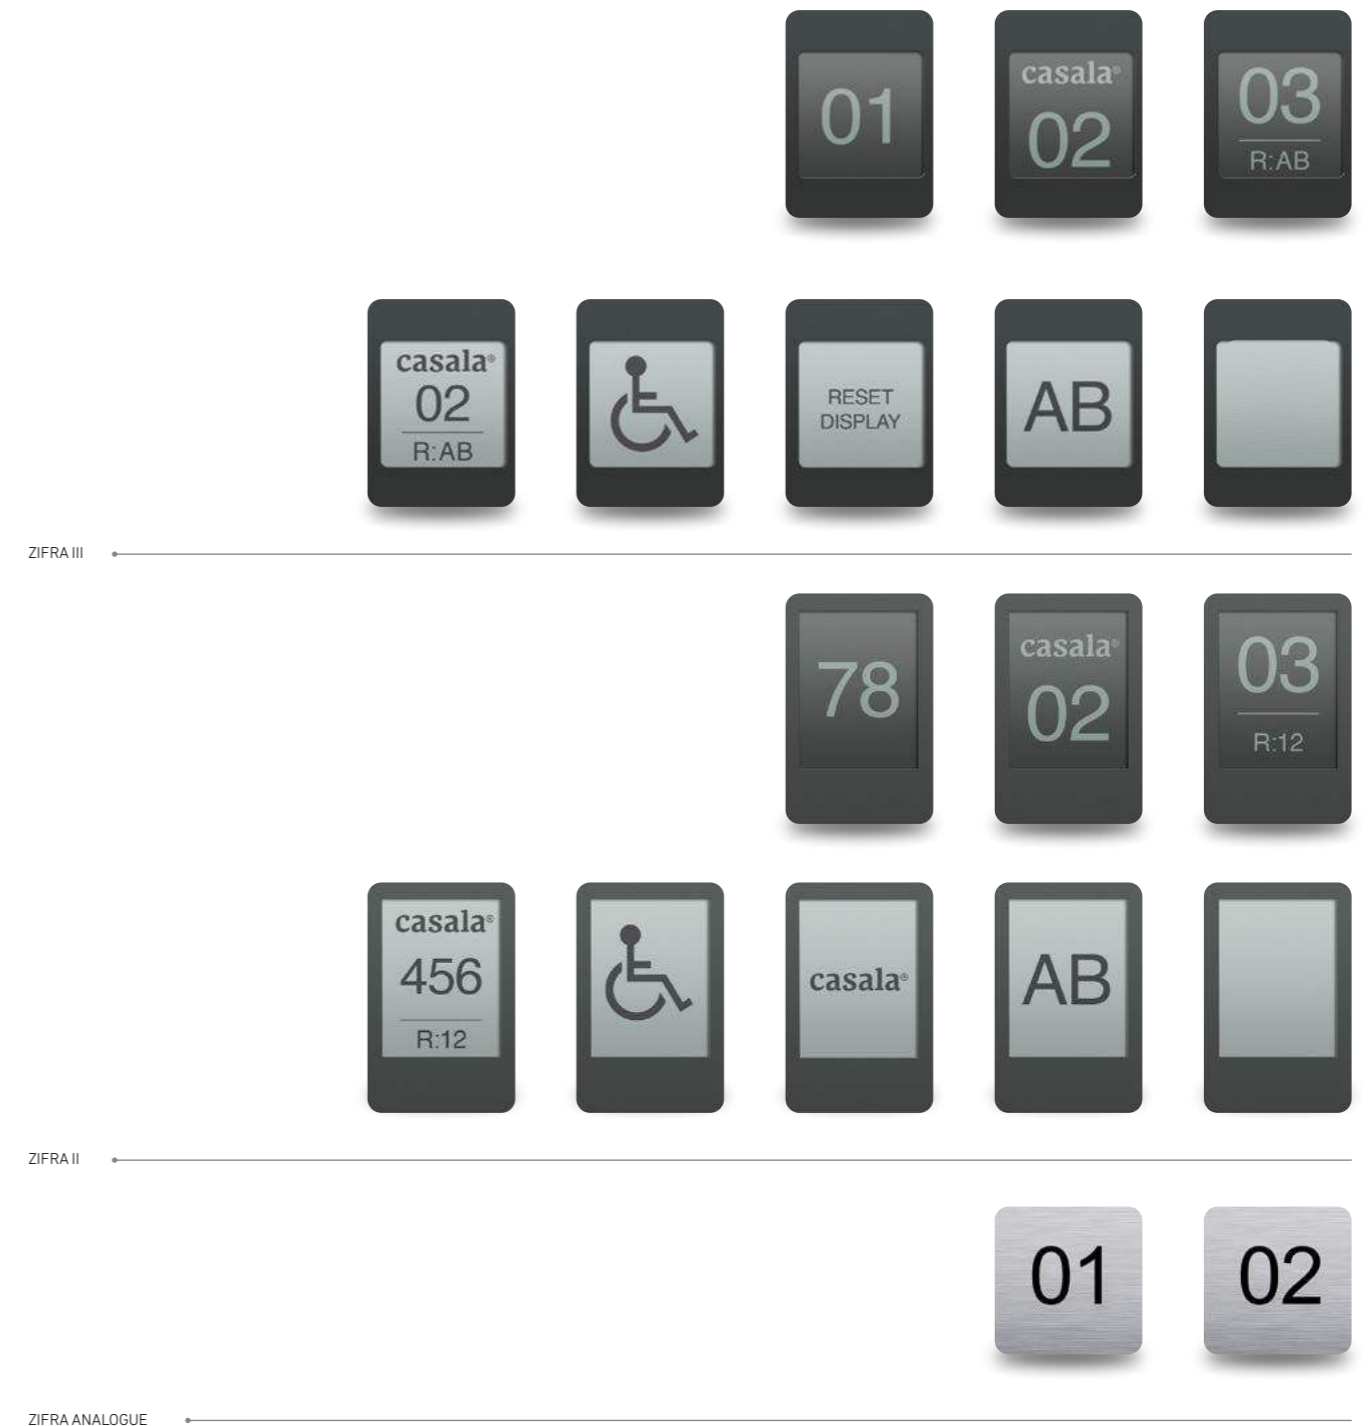 01
casala®
02
03
R:AB
casala®
02
R:AB
RESET
DISPLAY
AB
ZIFRA III
78
casala®
02
03
R:12
casala®
456
R:12
casala®
AB
ZIFRA II
01
02
ZIFRA ANALOGUE